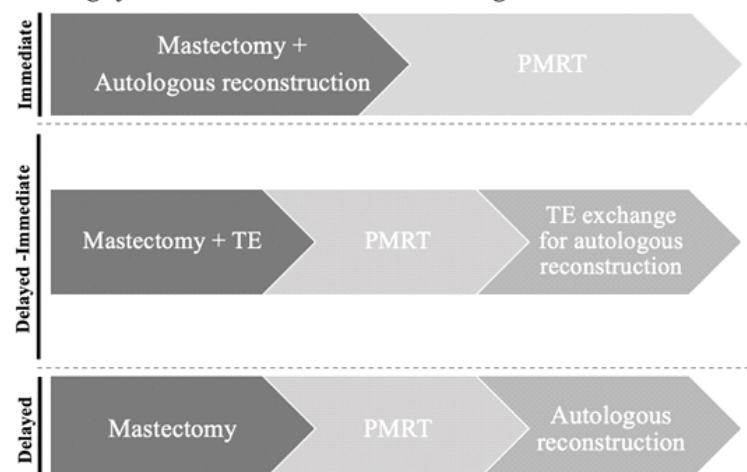 Immediate
Mastectomy +
Autologous reconstruction
PMRT
Delayed -Immediate
Mastectomy + TE
PMRT
TE exchange
for autologous
reconstruction
Delayed
Mastectomy
PMRT
Autologous
reconstruction